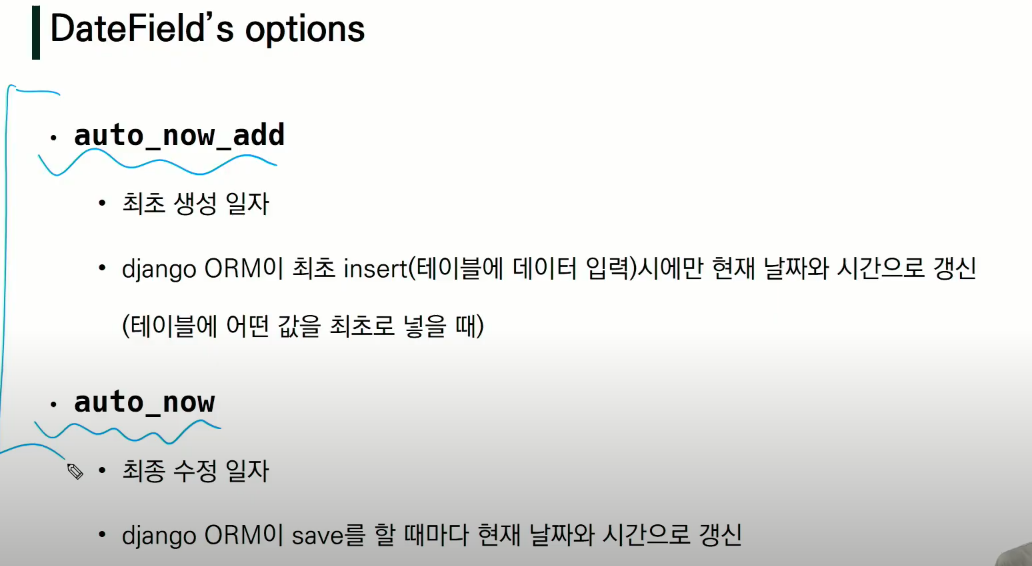 DateField's options
• auto_now_add
• 최초 생성 일자
• django ORM이 최초 insert(테이블에 데이터 입력)시에만 현재 날짜와 시간으로 갱신
(테이블에 어떤 값을 최초로 넣을 때)
• auto_now
• 최종 수정 일자
• django ORM이 save를 할 때마다 현재 날짜와 시간으로 갱신